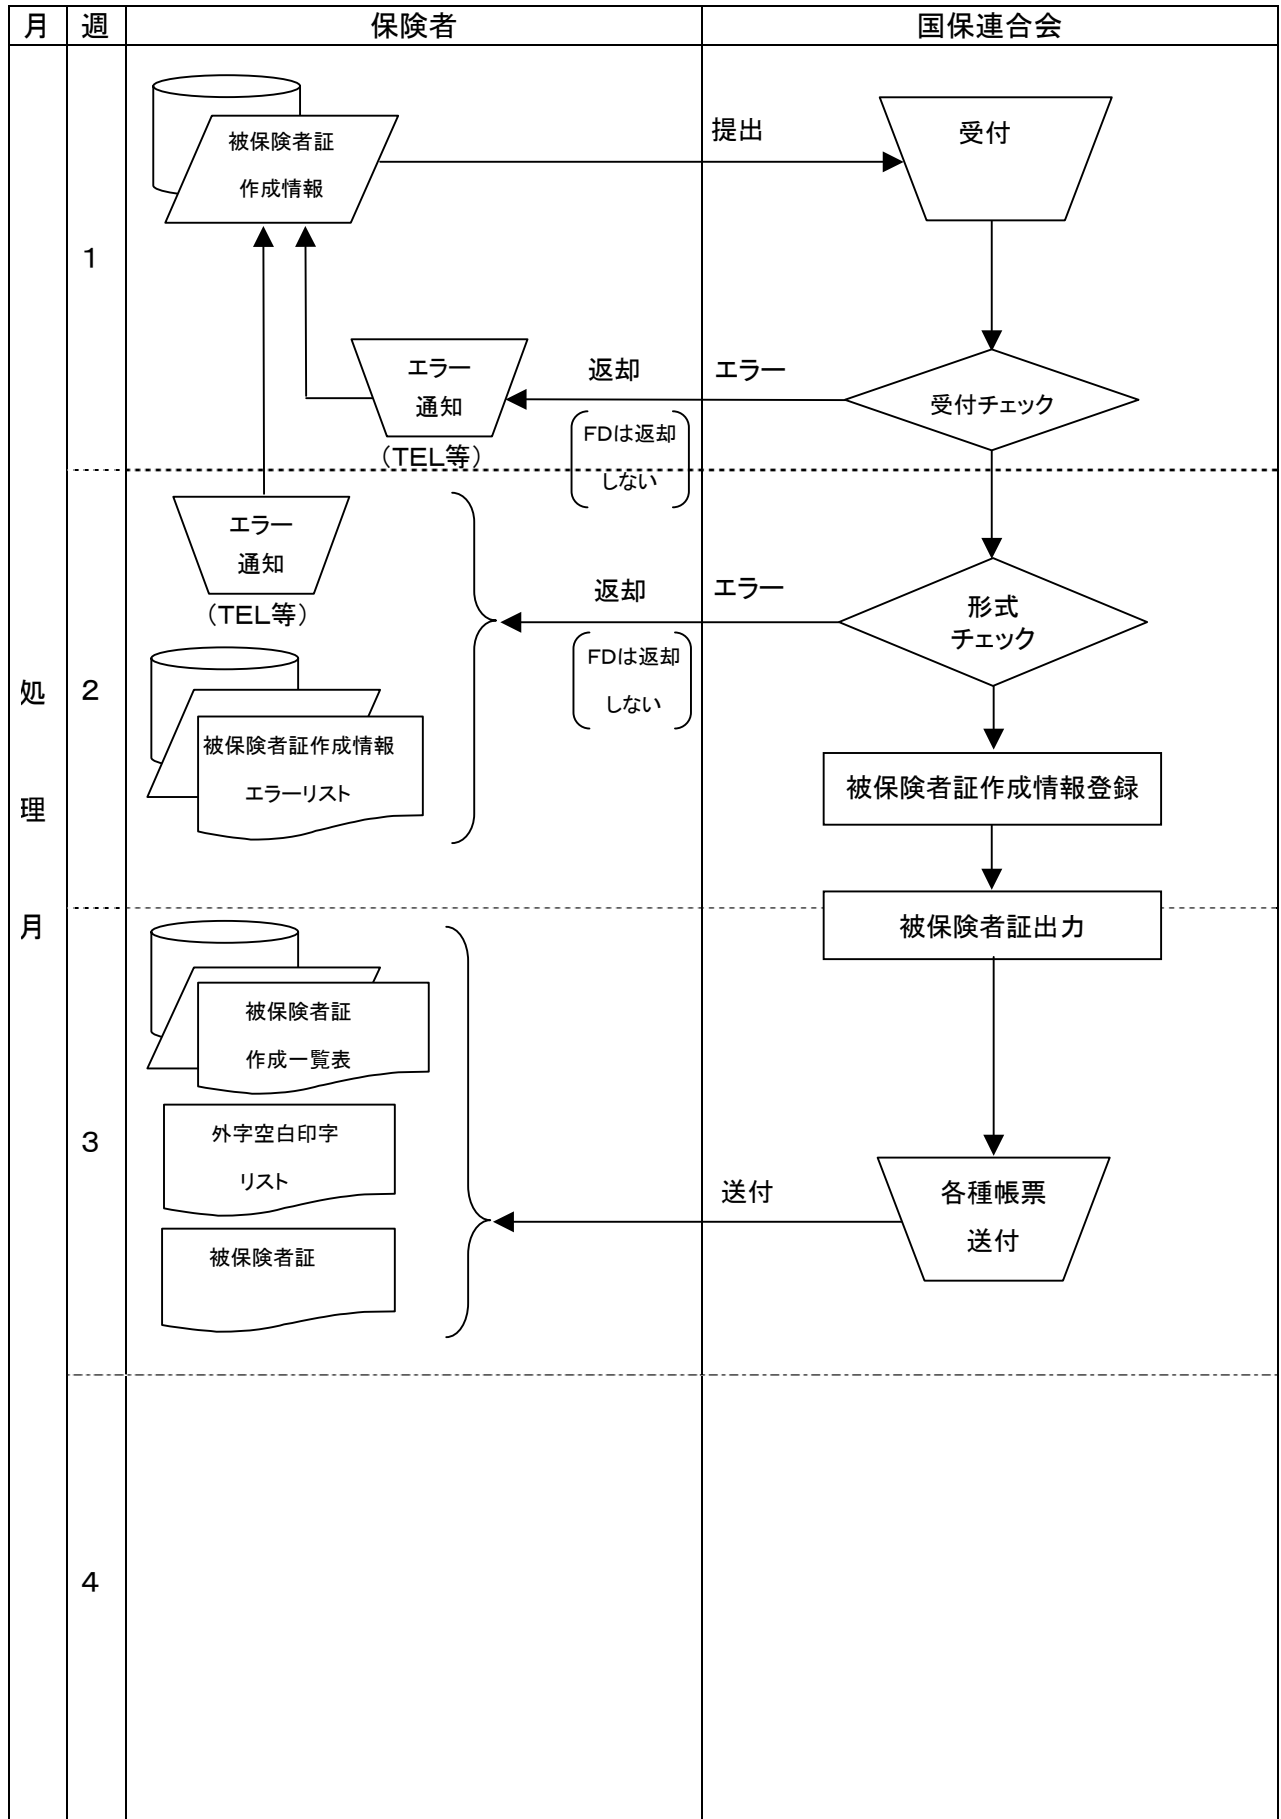 月 週 保険者 国保連合会
被保険者証
作成情報
提出
受付
1
エラー
通知
(TEL等)
返却
エラー
受付チェック
FDは返却
しない
エラー
通知
(TEL等)
返却
エラー
形式
チェック
FDは返却
しない
処
理
月
2
被保険者証作成情報
エラーリスト
被保険者証作成情報登録
被保険者証出力
被保険者証
作成一覧表
3
外字空白印字
リスト
被保険者証
送付
各種帳票
送付
4